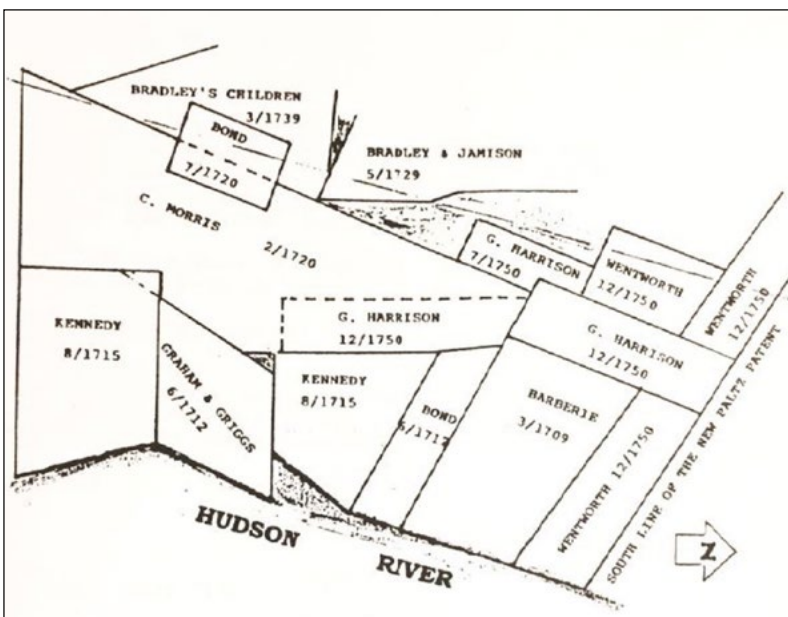 BRADLEY'S CHILDREN
3/1739
BOND
7/1720
BRADLEY & JAMISON
5/1729
C. MORRIS
2/1720
G. HARRISON
7/1750
WENTWORTH
12/1750
WENTWORTH
12/1750
KENNEDY
8/1715
GRAHAM & GRIGGS
6/1712
G. HARRISON
12/1750
G. HARRISON
12/1750
KENNEDY
8/1715
BOND
6/1712
BARBERIE
3/1709
WENTWORTH 12/1750
SOUTH LINE OF THE NEW PALTZ PATENT
HUDSON
RIVER
N